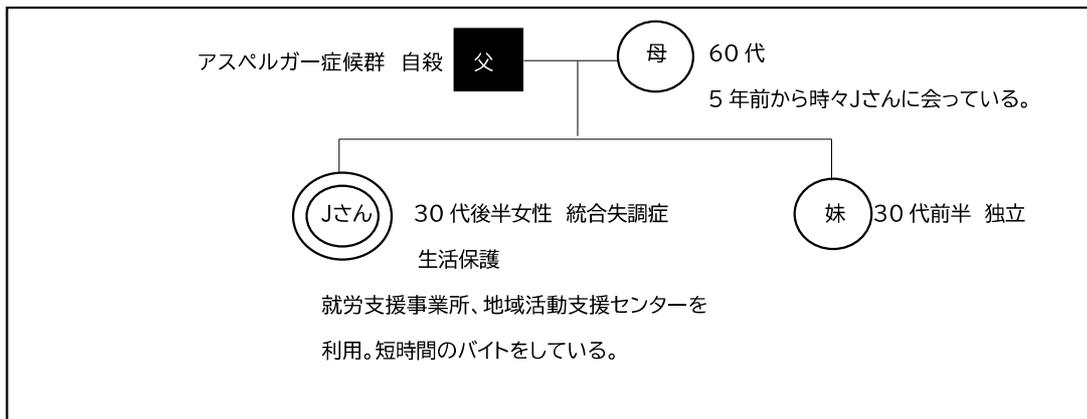 アスペルガー症候群 自殺 父 母 60代
5年前から時々Jさんに会っている。
Jさん 30代後半女性 統合失調症 妹 30代前半 独立
生活保護
就労支援事業所、地域活動支援センターを
利用。短時間のバイトをしている。